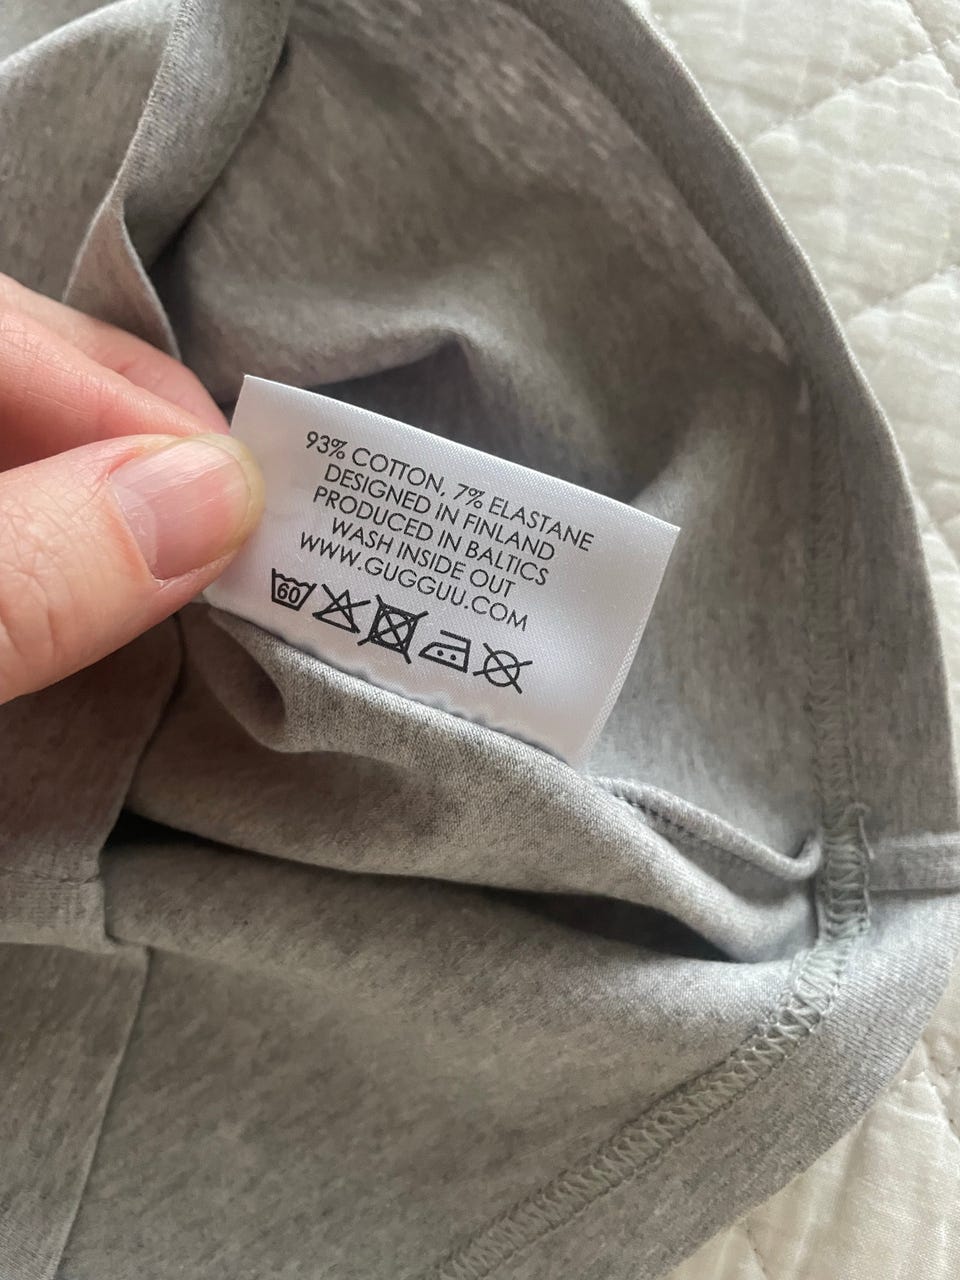 93% COTTON, 7% ELASTANE
DESIGNED IN FINLAND
PRODUCED IN BALTICS
WASH INSIDE OUT
WWW.GUGGUU.COM
60